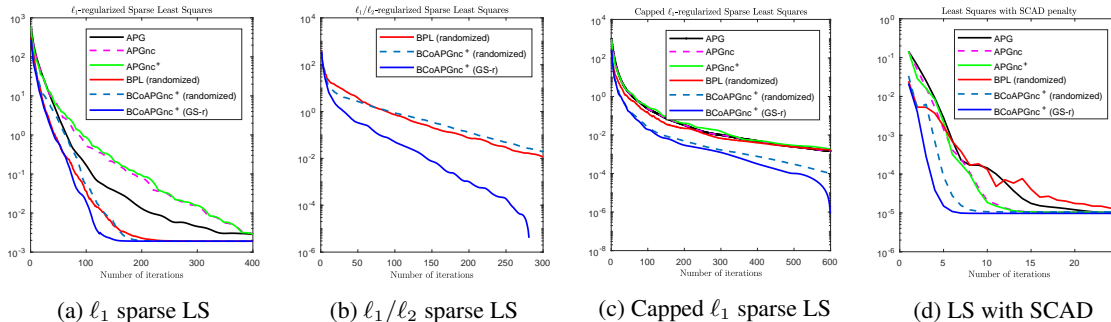 ℓ1-regularized Sparse Least Squares
10^3
10^2
10^1
10^0
10^-1
10^-2
10^-3
APG
APGnc
APGnc+
BPL (randomized)
BCoAPGnc+ (randomized)
BCoAPGnc+ (GS-r)
0 100 200 300 400
Number of iterations
(a) ℓ1 sparse LS
ℓ1/ℓ2-regularized Sparse Least Squares
10^6
10^4
10^2
10^0
10^-2
10^-4
10^-6
BPL (randomized)
BCoAPGnc+ (randomized)
BCoAPGnc+ (GS-r)
0 50 100 150 200 250 300
Number of iterations
(b) ℓ1/ℓ2 sparse LS
Capped ℓ1-regularized Sparse Least Squares
10^4
10^2
10^0
10^-2
10^-4
10^-6
10^-8
APG
APGnc
APGnc+
BPL (randomized)
BCoAPGnc+ (randomized)
BCoAPGnc+ (GS-r)
0 100 200 300 400 500 600
Number of iterations
(c) Capped ℓ1 sparse LS
Least Squares with SCAD penalty
10^0
10^-1
10^-2
10^-3
10^-4
10^-5
10^-6
APG
APGnc
APGnc+
BPL (randomized)
BCoAPGnc+ (randomized)
BCoAPGnc+ (GS-r)
0 5 10 15 20
Number of iterations
(d) LS with SCAD